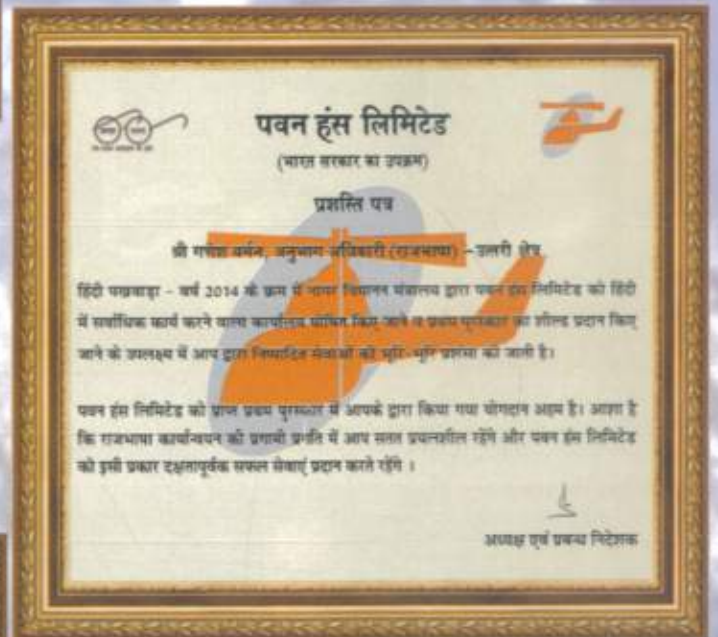 पवन हंस लिमिटेड
(भारत सरकार का उपक्रम)
प्रशस्ति पत्र
श्री गणेश वर्मन, अनुभाग अधिकारी (राजभाषा) – उत्तरी क्षेत्र
हिंदी पखवाड़ा - वर्ष 2014 के क्रम में नागर विमानन मंत्रालय द्वारा पवन हंस लिमिटेड को हिंदी
में सर्वाधिक कार्य करने वाला कार्यालय घोषित किए जाने व प्रथम पुरस्कार का शील्ड प्रदान किए
जाने के उपलक्ष्य में आप द्वारा निष्पादित सेवाओं की भूरि-भूरि प्रशंसा की जाती है।
पवन हंस लिमिटेड को प्राप्त प्रथम पुरस्कार में आपके द्वारा किया गया योगदान अहम है। आशा है
कि राजभाषा कार्यान्वयन की प्रगामी प्रगति में आप सतत प्रयत्नशील रहेंगे और पवन हंस लिमिटेड
को इसी प्रकार दक्षतापूर्वक सफल सेवाएं प्रदान करते रहेंगे ।
अध्यक्ष एवं प्रबन्ध निदेशक